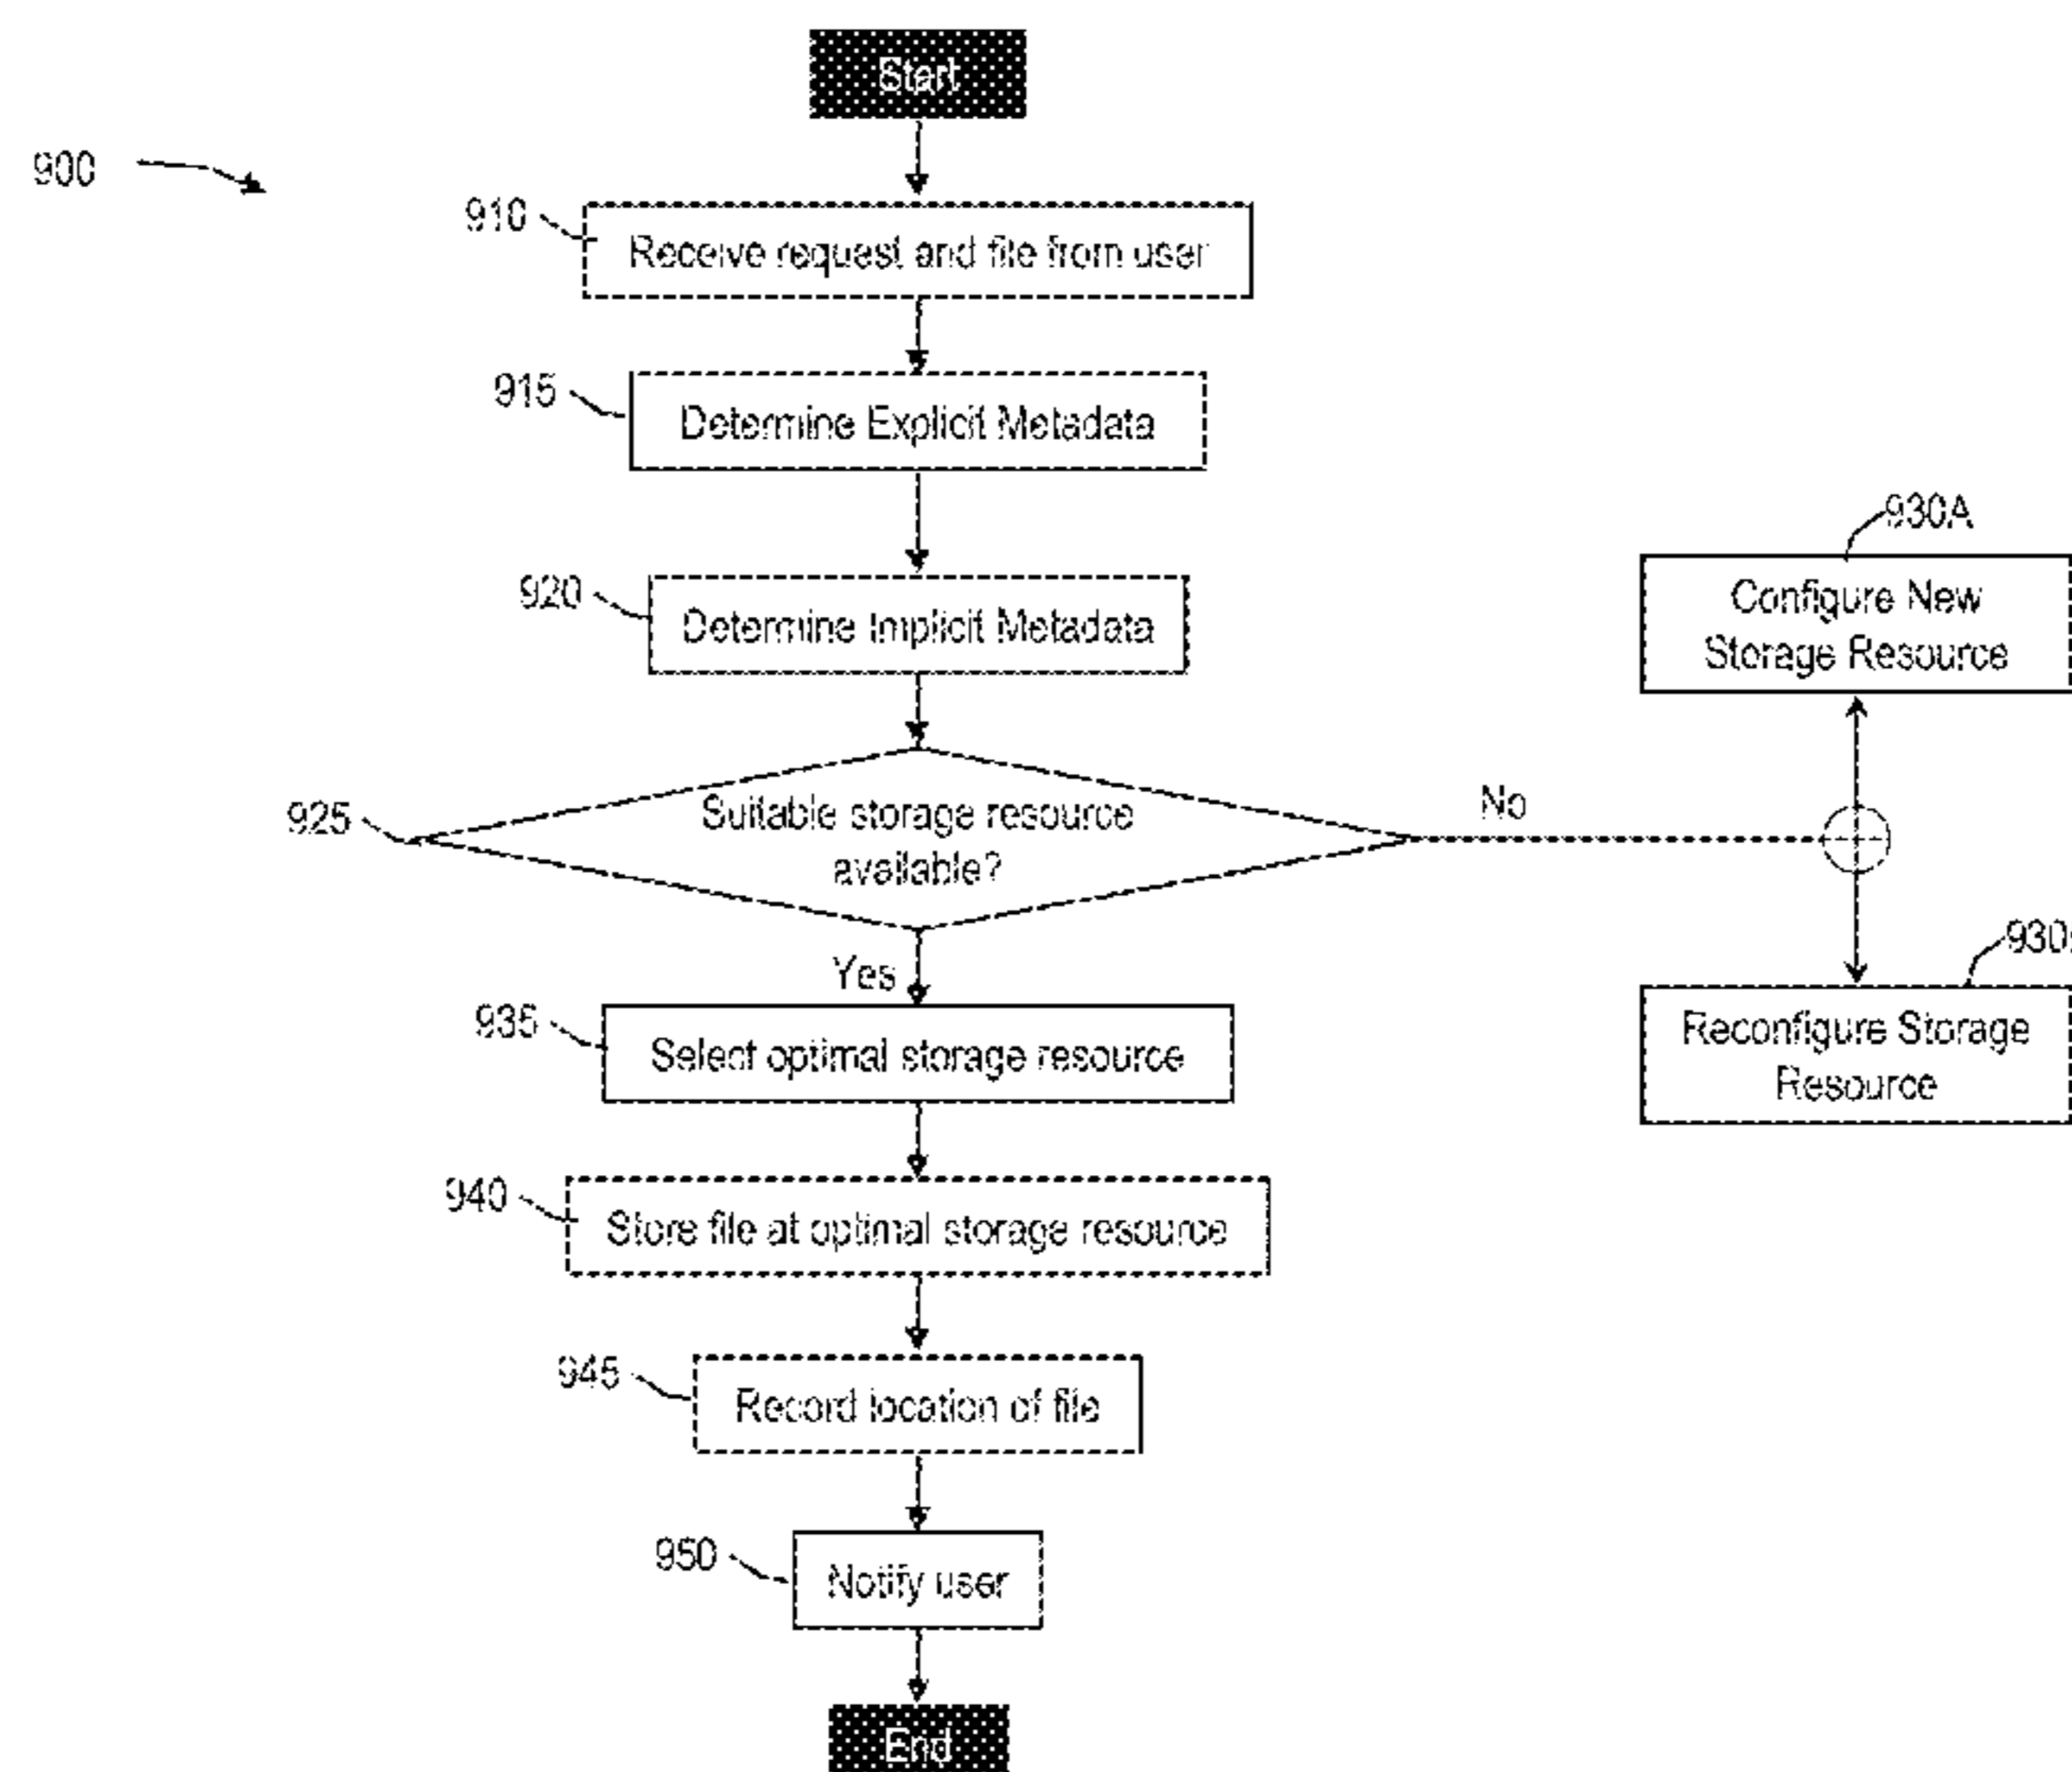 Start
900
910
Receive request and file from user
915
Determine Explicit Metadata
930A
920
Determine Implicit Metadata
Configure New
Storage Resource
925
Suitable storage resource
available?
No
Yes
930
935
Select optimal storage resource
Reconfigure Storage
Resource
940
Store file at optimal storage resource
945
Record location of file
950
Notify user
End